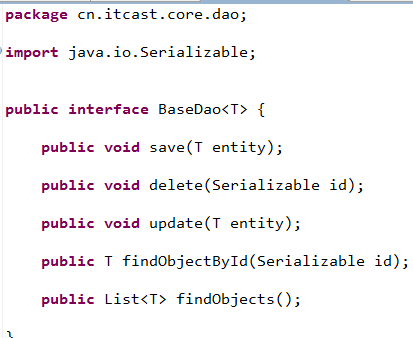 package cn.itcast.core.dao;
import java.io.Serializable;
public interface BaseDao<T> {
public void save(T entity);
public void delete(Serializable id);
public void update(T entity);
public T findObjectById(Serializable id);
public List<T> findObjects();
}